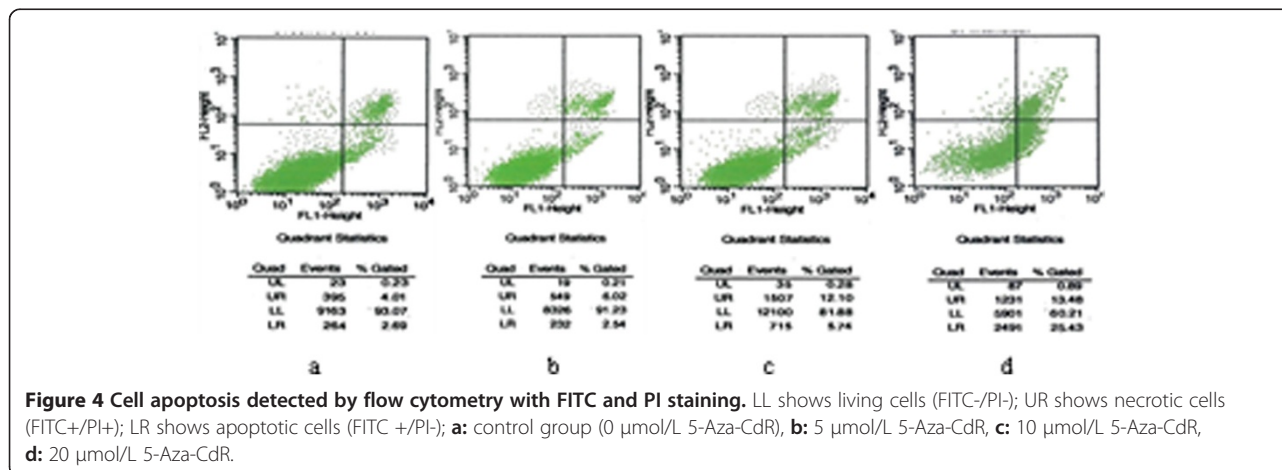 10⁰ 10¹ 10² 10³ 10⁴
FL1-Height
Quadrant Statistics
Quad Events % Gated
UL 23 0.23
UR 395 4.01
LL 9163 93.07
LR 264 2.69
a
FL1-Height
Quadrant Statistics
Quad Events % Gated
UL 19 0.21
UR 549 6.02
LL 8326 91.23
LR 232 2.54
b
FL1-Height
Quadrant Statistics
Quad Events % Gated
UL 35 0.28
UR 1507 12.10
LL 12100 81.88
LR 715 5.74
c
FL1-Height
Quadrant Statistics
Quad Events % Gated
UL 87 0.89
UR 1231 13.48
LL 5901 60.21
LR 2491 25.43
d
Figure 4 Cell apoptosis detected by flow cytometry with FITC and PI staining. LL shows living cells (FITC-/PI-); UR shows necrotic cells
(FITC+/PI+); LR shows apoptotic cells (FITC +/PI-); a: control group (0 μmol/L 5-Aza-CdR), b: 5 μmol/L 5-Aza-CdR, c: 10 μmol/L 5-Aza-CdR,
d: 20 μmol/L 5-Aza-CdR.